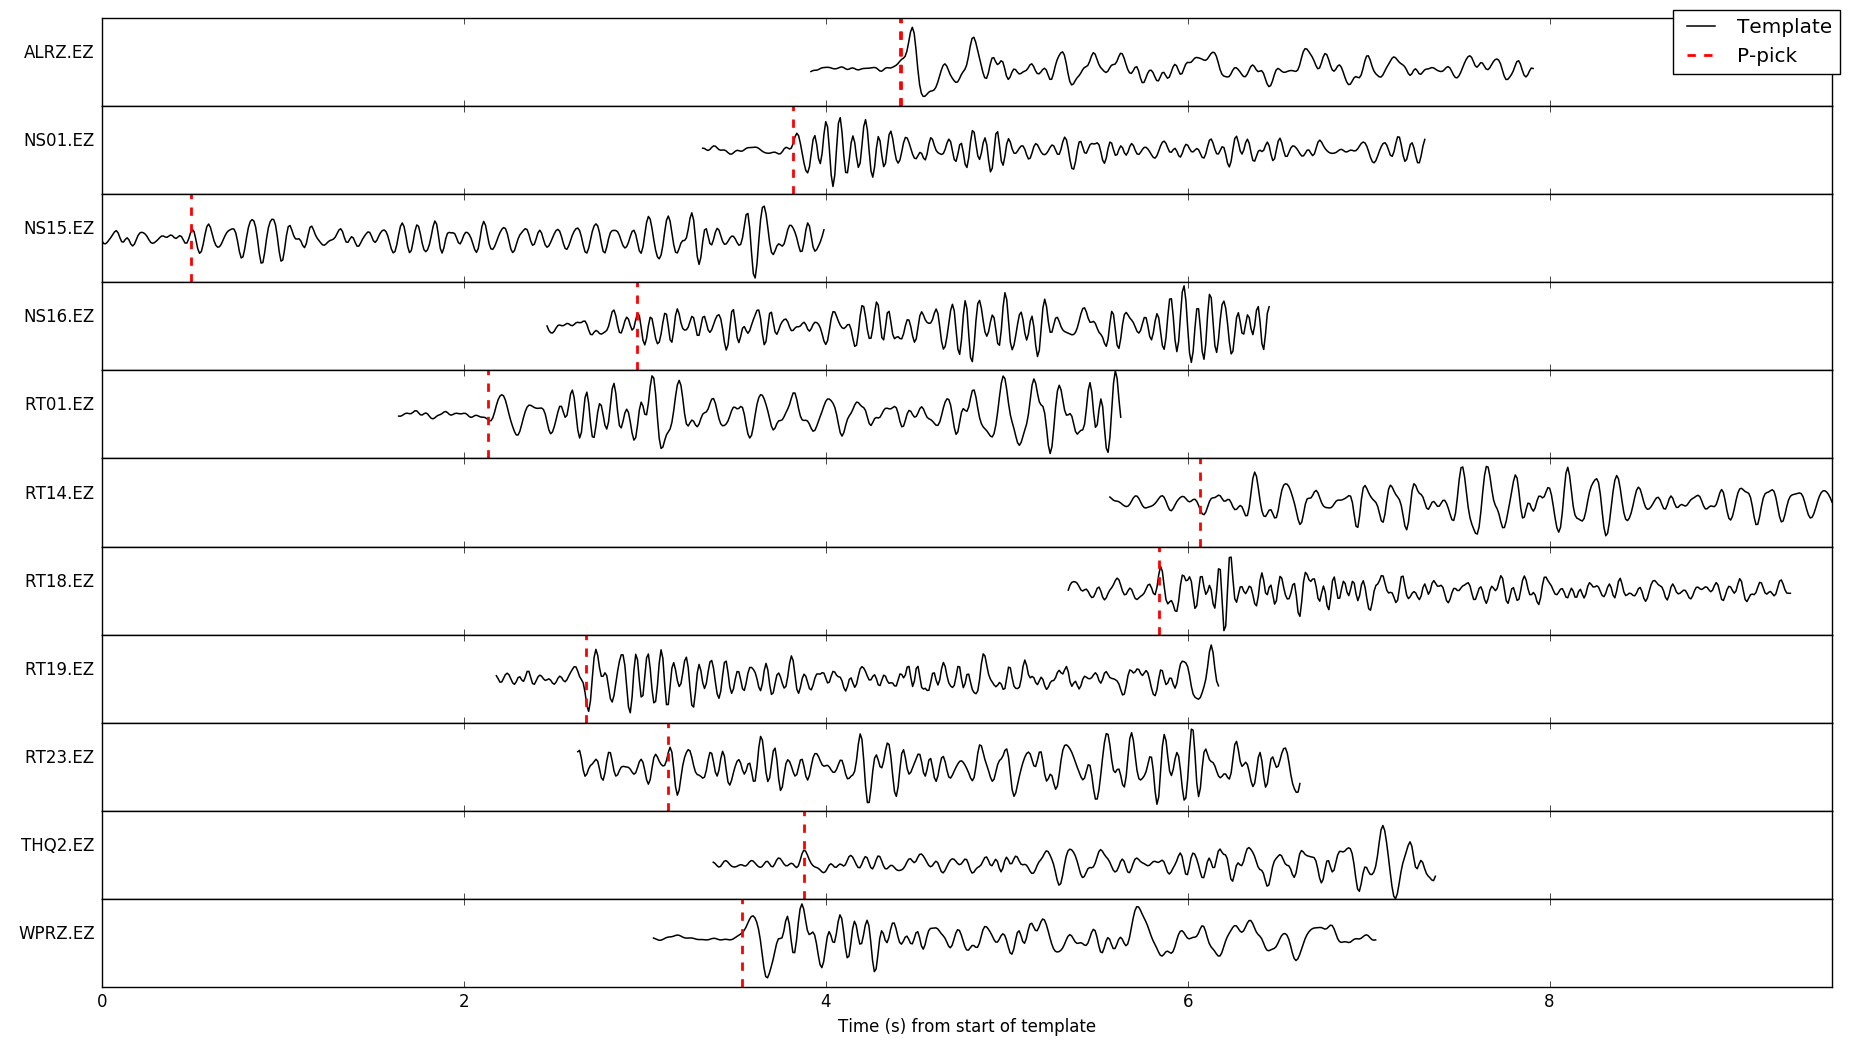 Template
P-pick
ALRZ.EZ
NS01.EZ
NS15.EZ
NS16.EZ
RT01.EZ
RT14.EZ
RT18.EZ
RT19.EZ
RT23.EZ
THQ2.EZ
WPRZ.EZ
0 2 4 6 8
Time (s) from start of template